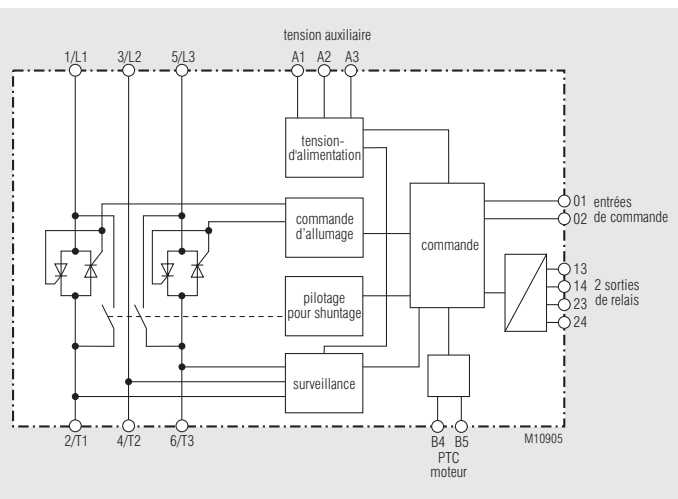 tension auxiliaire
1/L1 3/L2 5/L3 A1 A2 A3
tension-
d'alimentation
commande
d'allumage
commande
pilotage
pour shuntage
surveillance
01 entrées
02 de commande
13
14 2 sorties
23 de relais
24
2/T1 4/T2 6/T3 B4 B5 M10905
PTC
moteur